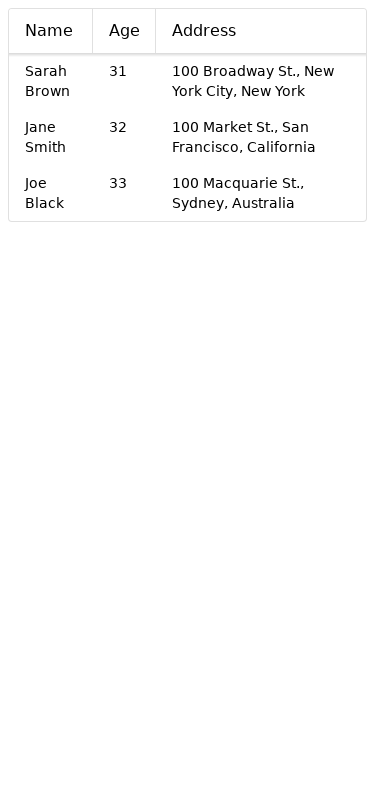 Name Age Address
Sarah 31 100 Broadway St., New
Brown York City, New York
Jane 32 100 Market St., San
Smith Francisco, California
Joe 33 100 Macquarie St.,
Black Sydney, Australia